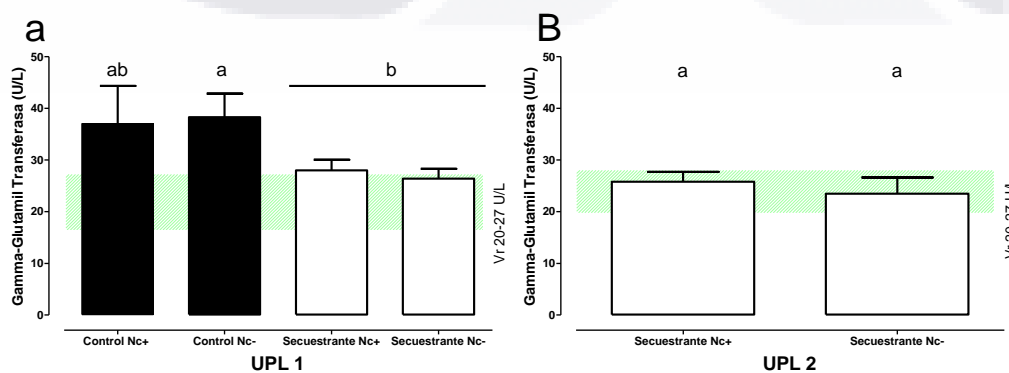 a
Gamma-Glutamil Transferasa (U/L)
50
40
30
20
10
0
ab
a
b
Vr 20-27 U/L
Control Nc+
Control Nc-
Secuestrante Nc+
Secuestrante Nc-
UPL 1
B
Gamma-Glutamil Transferasa (U/L)
50
40
30
20
10
0
a
a
Secuestrante Nc+
Secuestrante Nc-
UPL 2